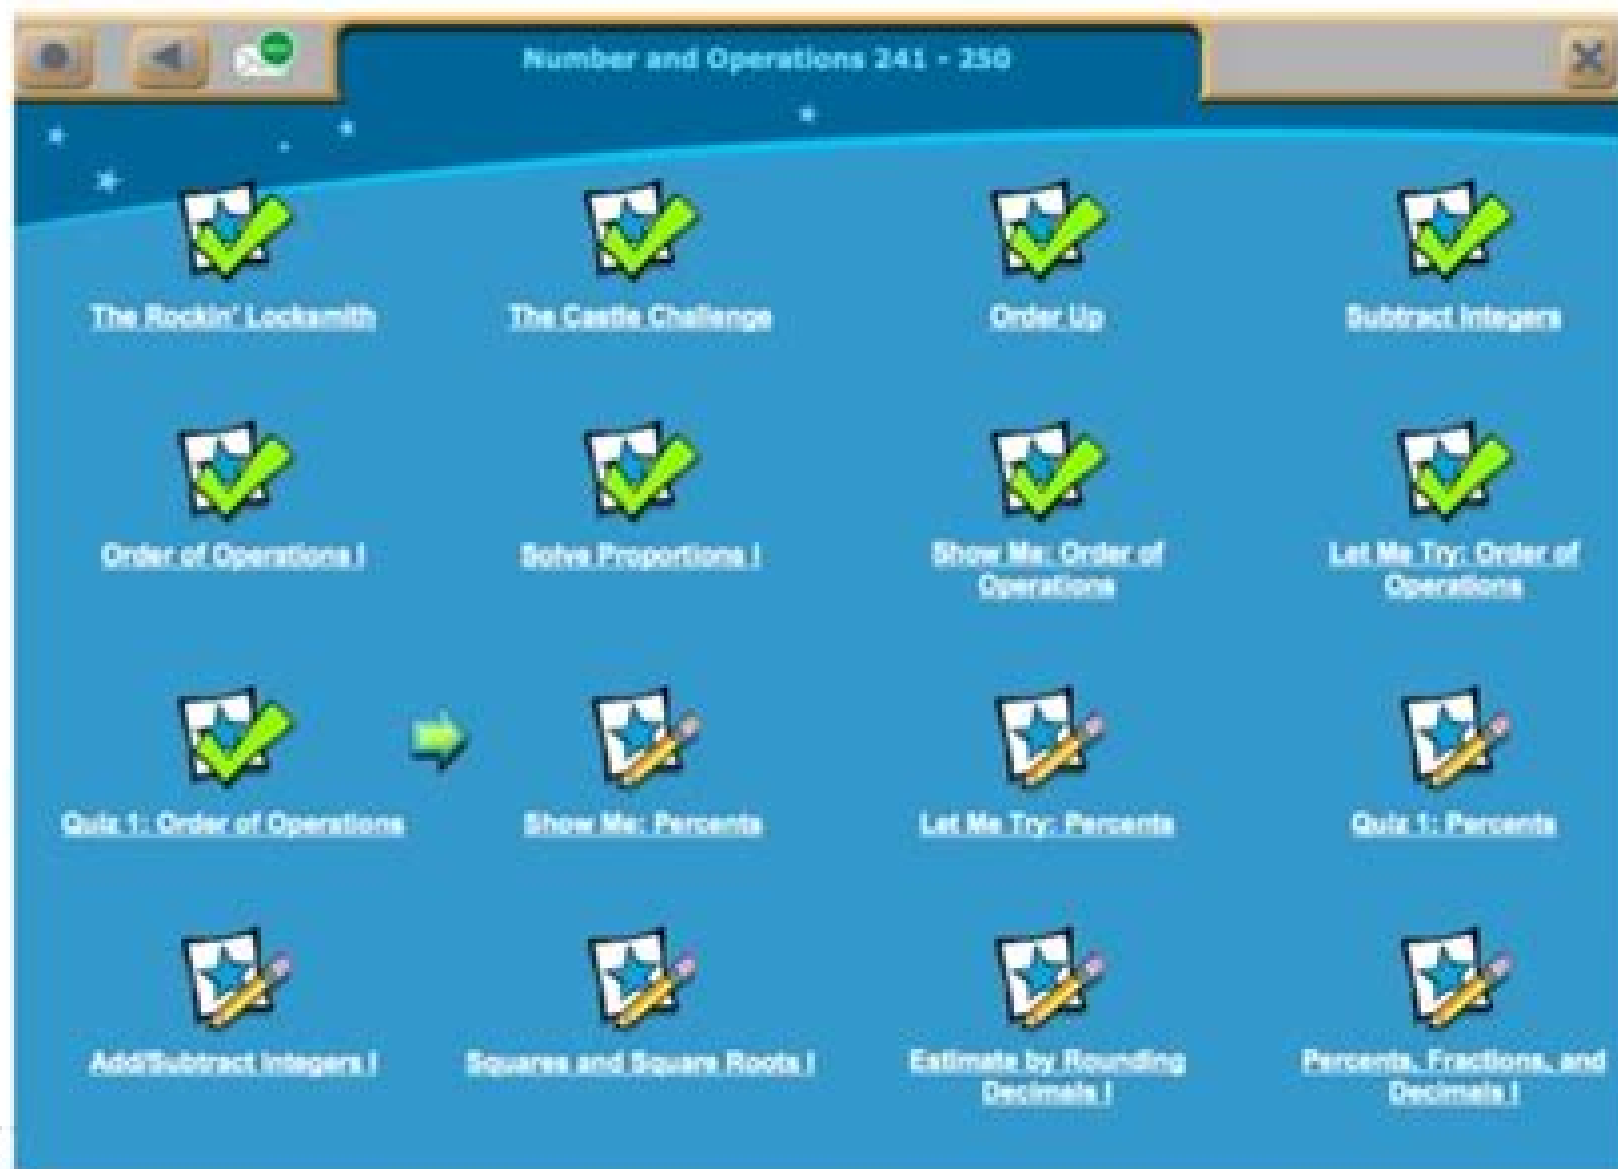 Number and Operations 241 - 250
The Rockin' Locksmith
The Castle Challenge
Order Up
Subtract Integers
Order of Operations I
Solve Proportions I
Show Me: Order of
Operations
Let Me Try: Order of
Operations
Quiz 1: Order of Operations
Show Me: Percents
Let Me Try: Percents
Quiz 1: Percents
Add/Subtract Integers I
Squares and Square Roots I
Estimate by Rounding
Decimals I
Percents, Fractions, and
Decimals I